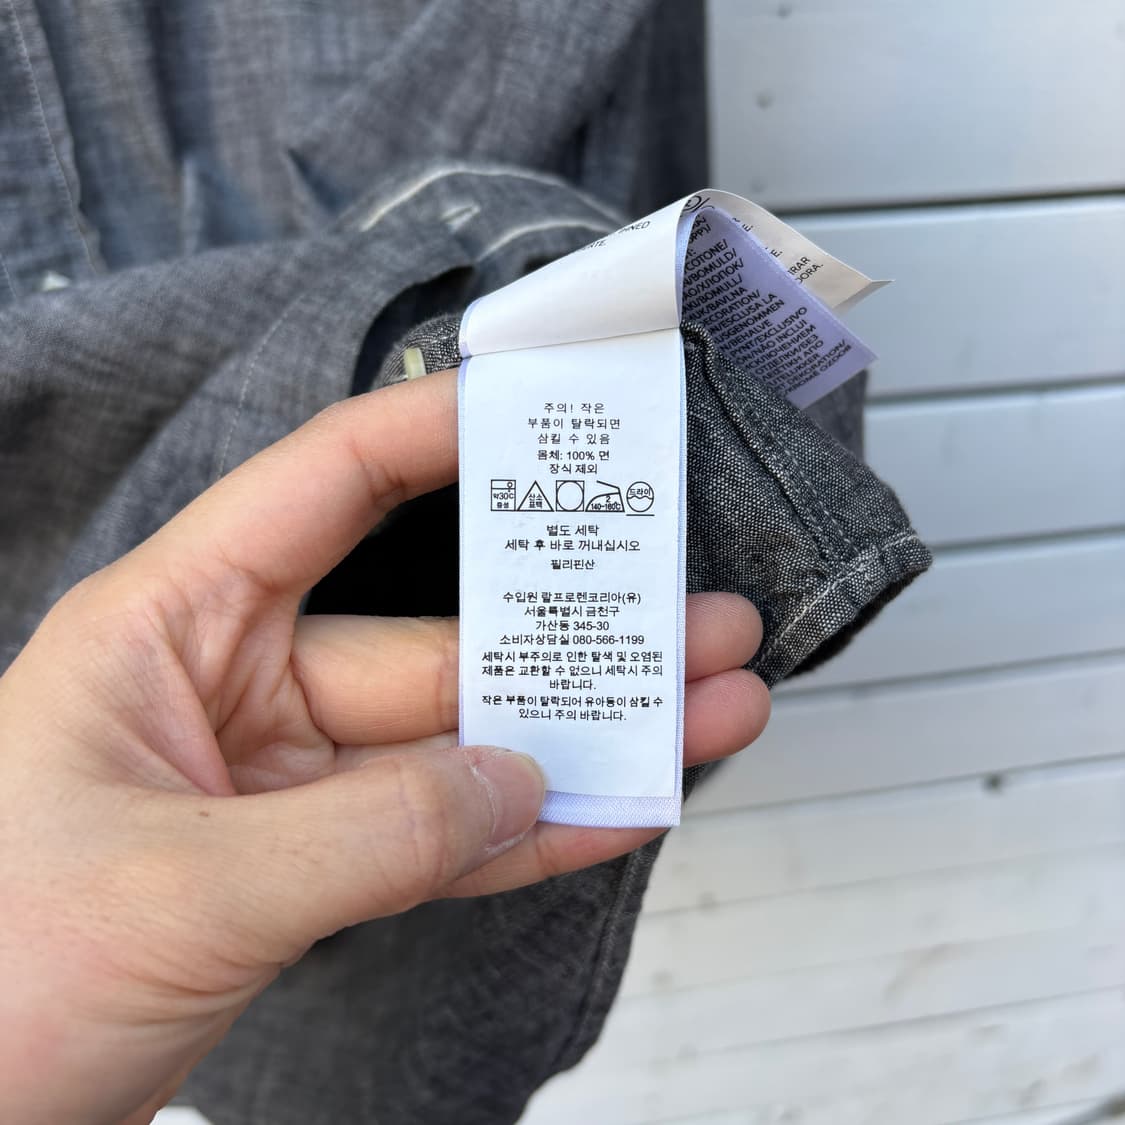 주의! 작은
부품이 탈락되면
삼킬 수 있음
몸체: 100% 면
장식 제외
약30℃
중성
산소
표백
2
140-160℃
드라이
별도 세탁
세탁 후 바로 꺼내십시오
필리핀산
수입원 랄프로렌코리아(유)
서울특별시 금천구
가산동 345-30
소비자상담실 080-566-1199
세탁시 부주의로 인한 탈색 및 오염된
제품은 교환할 수 없으니 세탁시 주의
바랍니다.
작은 부품이 탈락되어 유아동이 삼킬 수
있으니 주의 바랍니다.
COTONE/
/BOMULD/
/BOMULL/
/BAVLNA
/ESCLUSA LA
/EXCLUSIVO